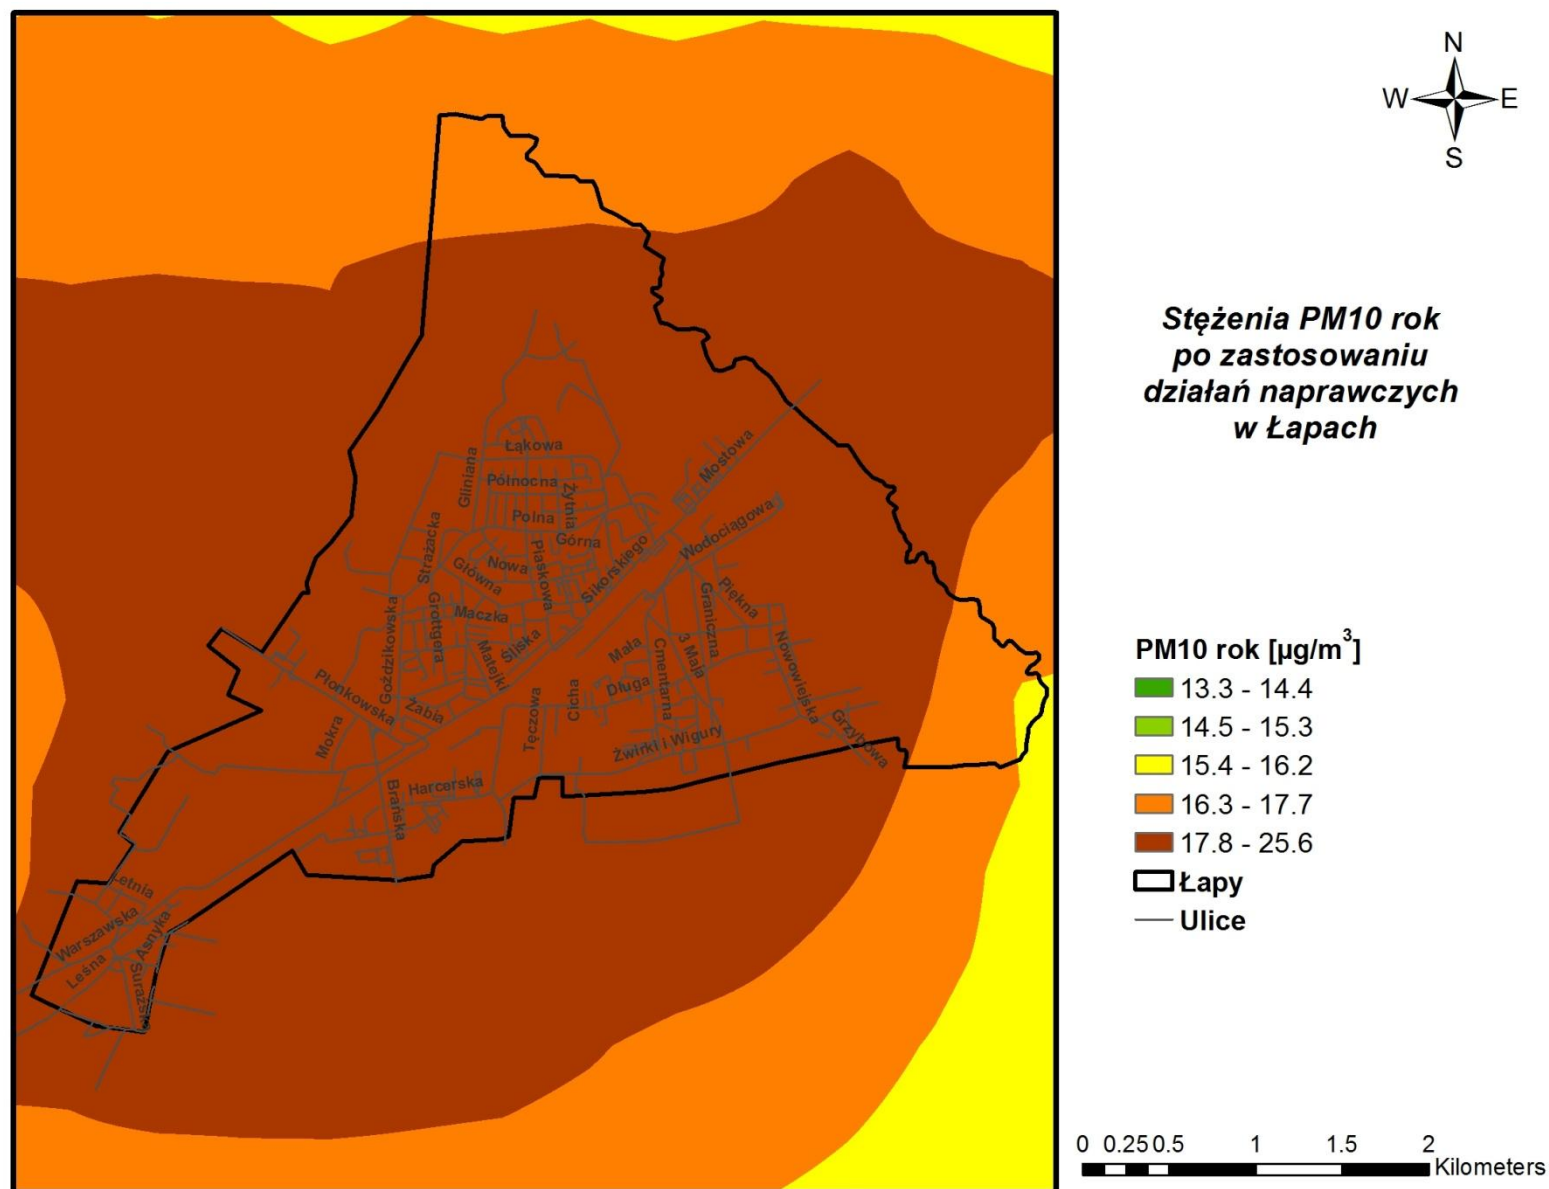 N
W E
S
Stężenia PM10 rok
po zastosowaniu
działań naprawczych
w Łapach
PM10 rok [µg/m³]
13.3 - 14.4
14.5 - 15.3
15.4 - 16.2
16.3 - 17.7
17.8 - 25.6
Łapy
Ulice
0 0.25 0.5 1 1.5 2
Kilometers
Łąkowa
Gliniana
Północna
Żytnia
Polna
Górna
Mostowa
Wodociągowa
Strażacka
Nowa
Główna
Piaskowa
Sikorskiego
Maczka
Grottgera
Goździkowska
Śliska
Matejki
Piękna
Graniczna
3 Maja
Nowowiejska
Mała
Cmentarna
Długa
Cicha
Tęczowa
Grzybowa
Żwirki i Wigury
Płonkowska
Żabia
Mokra
Brańska
Harcerska
Letnia
Warszawska
Asnyka
Leśna
Suraska